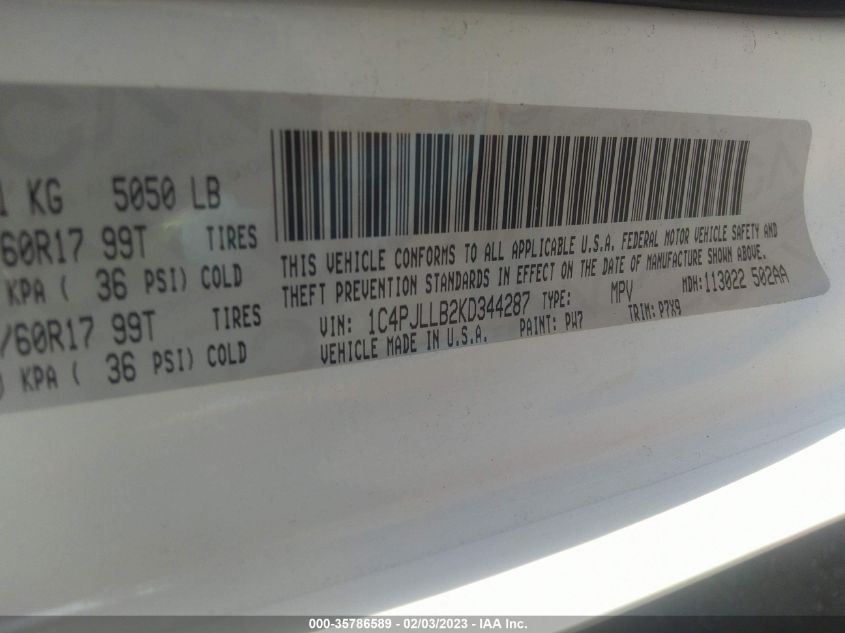 KG 5050 LB
60R17 99T TIRES
KPA ( 36 PSI) COLD
/60R17 99T TIRES
KPA ( 36 PSI) COLD
THIS VEHICLE CONFORMS TO ALL APPLICABLE U.S.A. FEDERAL MOTOR VEHICLE SAFETY AND
THEFT PREVENTION STANDARDS IN EFFECT ON THE DATE OF MANUFACTURE SHOWN ABOVE.
VIN: 1C4PJLLB2KD344287 TYPE: MPV MDH: 113022 502AA
VEHICLE MADE IN U.S.A. PAINT: PW7 TRIM: P7X9
000-35786589 - 02/03/2023 - IAA Inc.